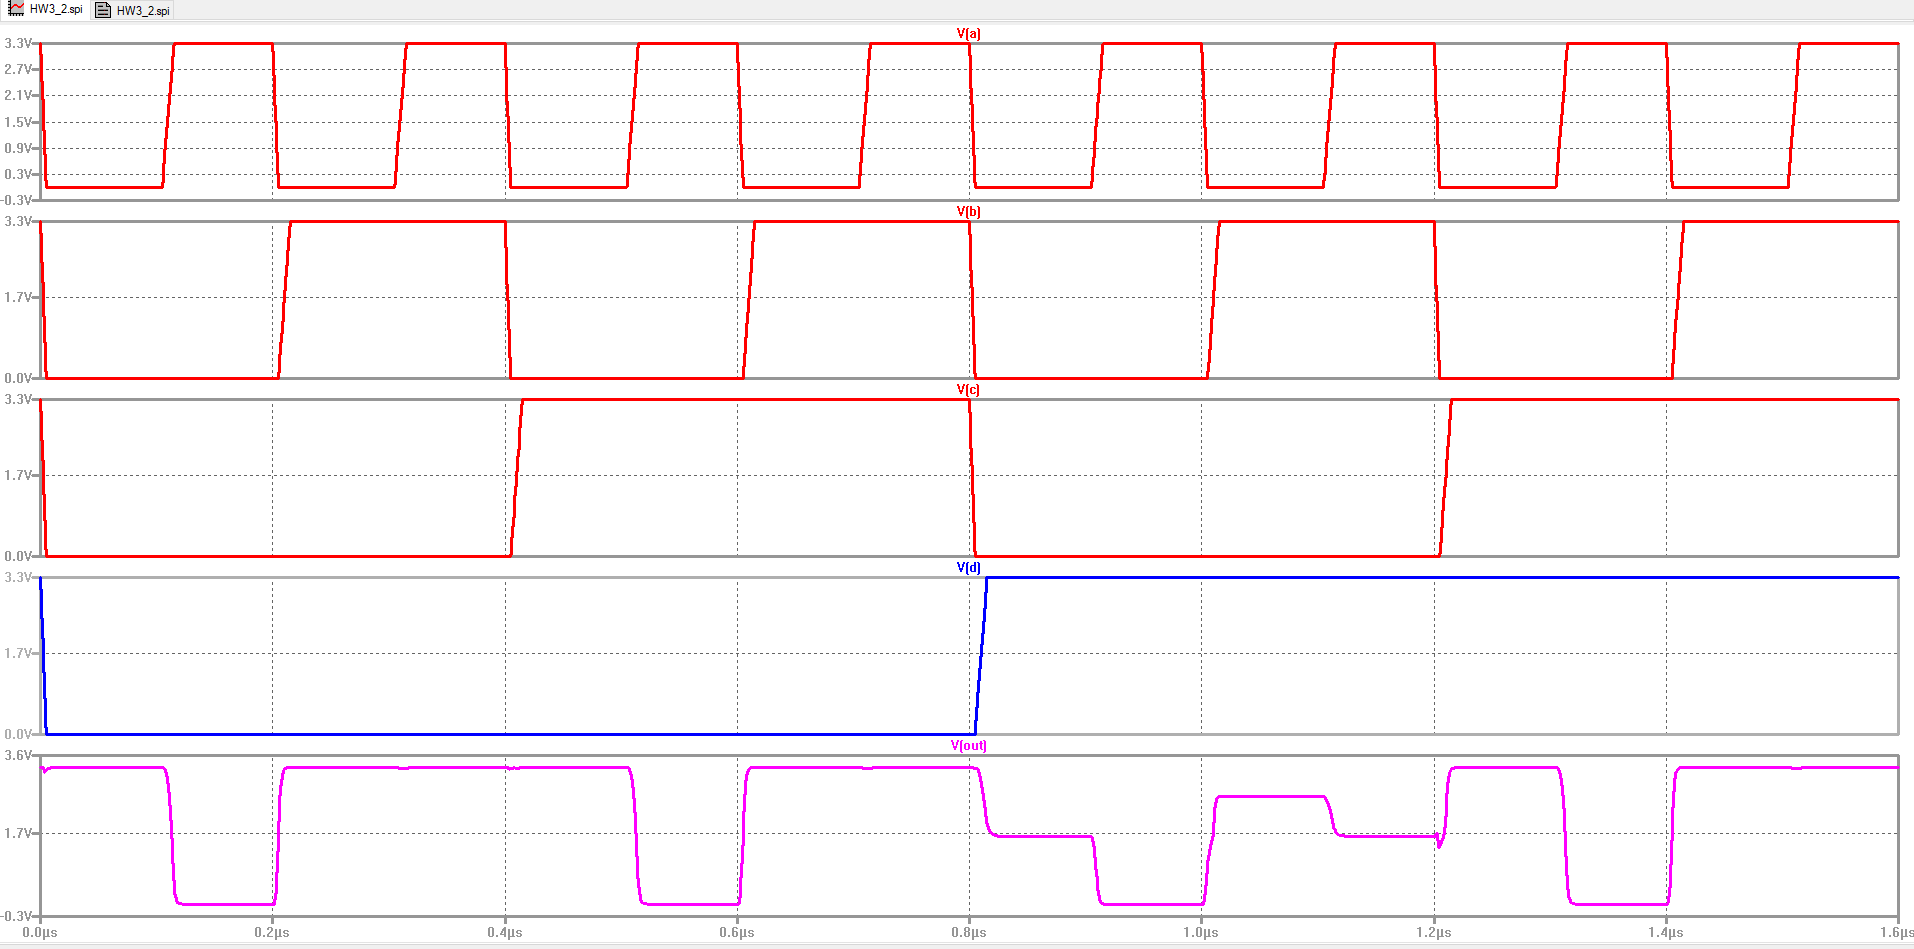 HW3_2.spi HW3_2.spi
V(a)
3.3V
2.7V
2.1V
1.5V
0.9V
0.3V
-0.3V
V(b)
3.3V
1.7V
0.0V
V(c)
3.3V
1.7V
0.0V
V(d)
3.3V
1.7V
0.0V
V(out)
3.6V
1.7V
-0.3V
0.0µs 0.2µs 0.4µs 0.6µs 0.8µs 1.0µs 1.2µs 1.4µs 1.6µs